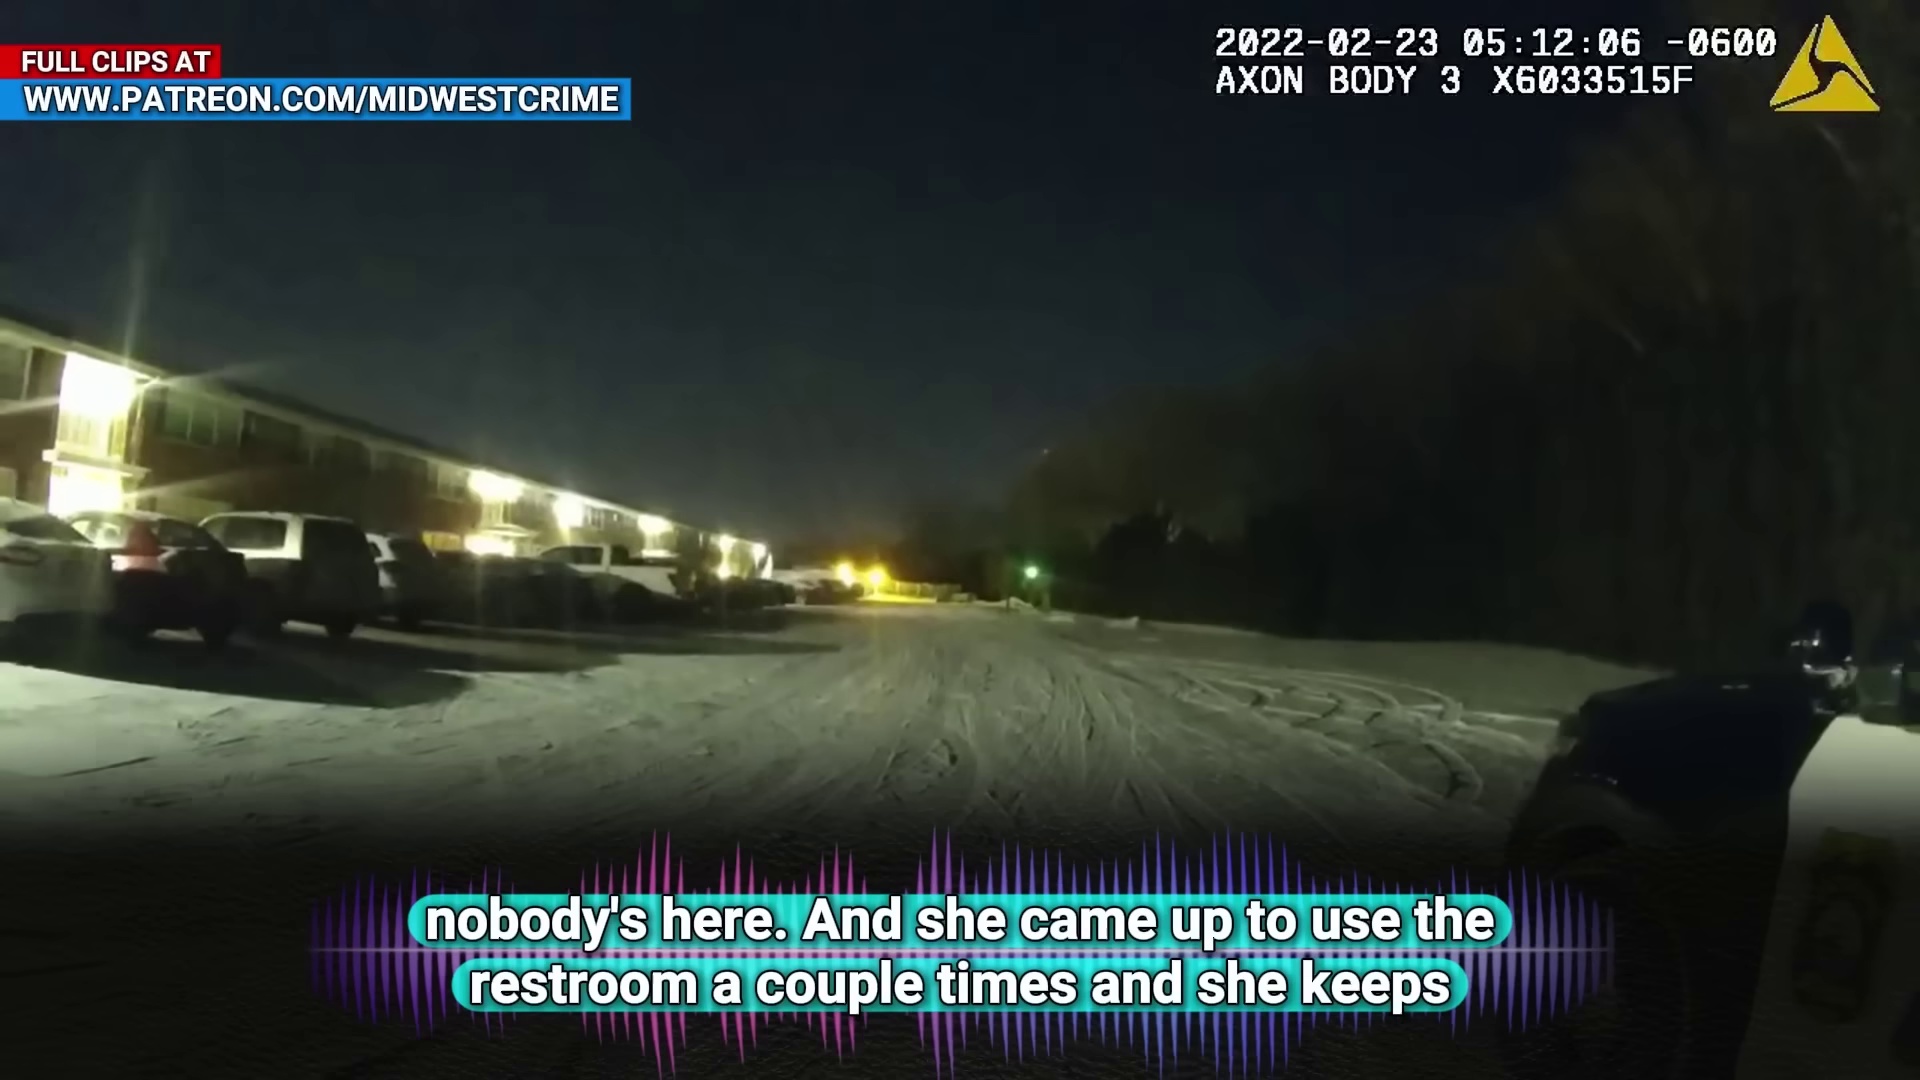 FULL CLIPS AT
WWW.PATREON.COM/MIDWESTCRIME
2022-02-23 05:12:06 -0600
AXON BODY 3 X6033515F
nobody's here. And she came up to use the
restroom a couple times and she keeps